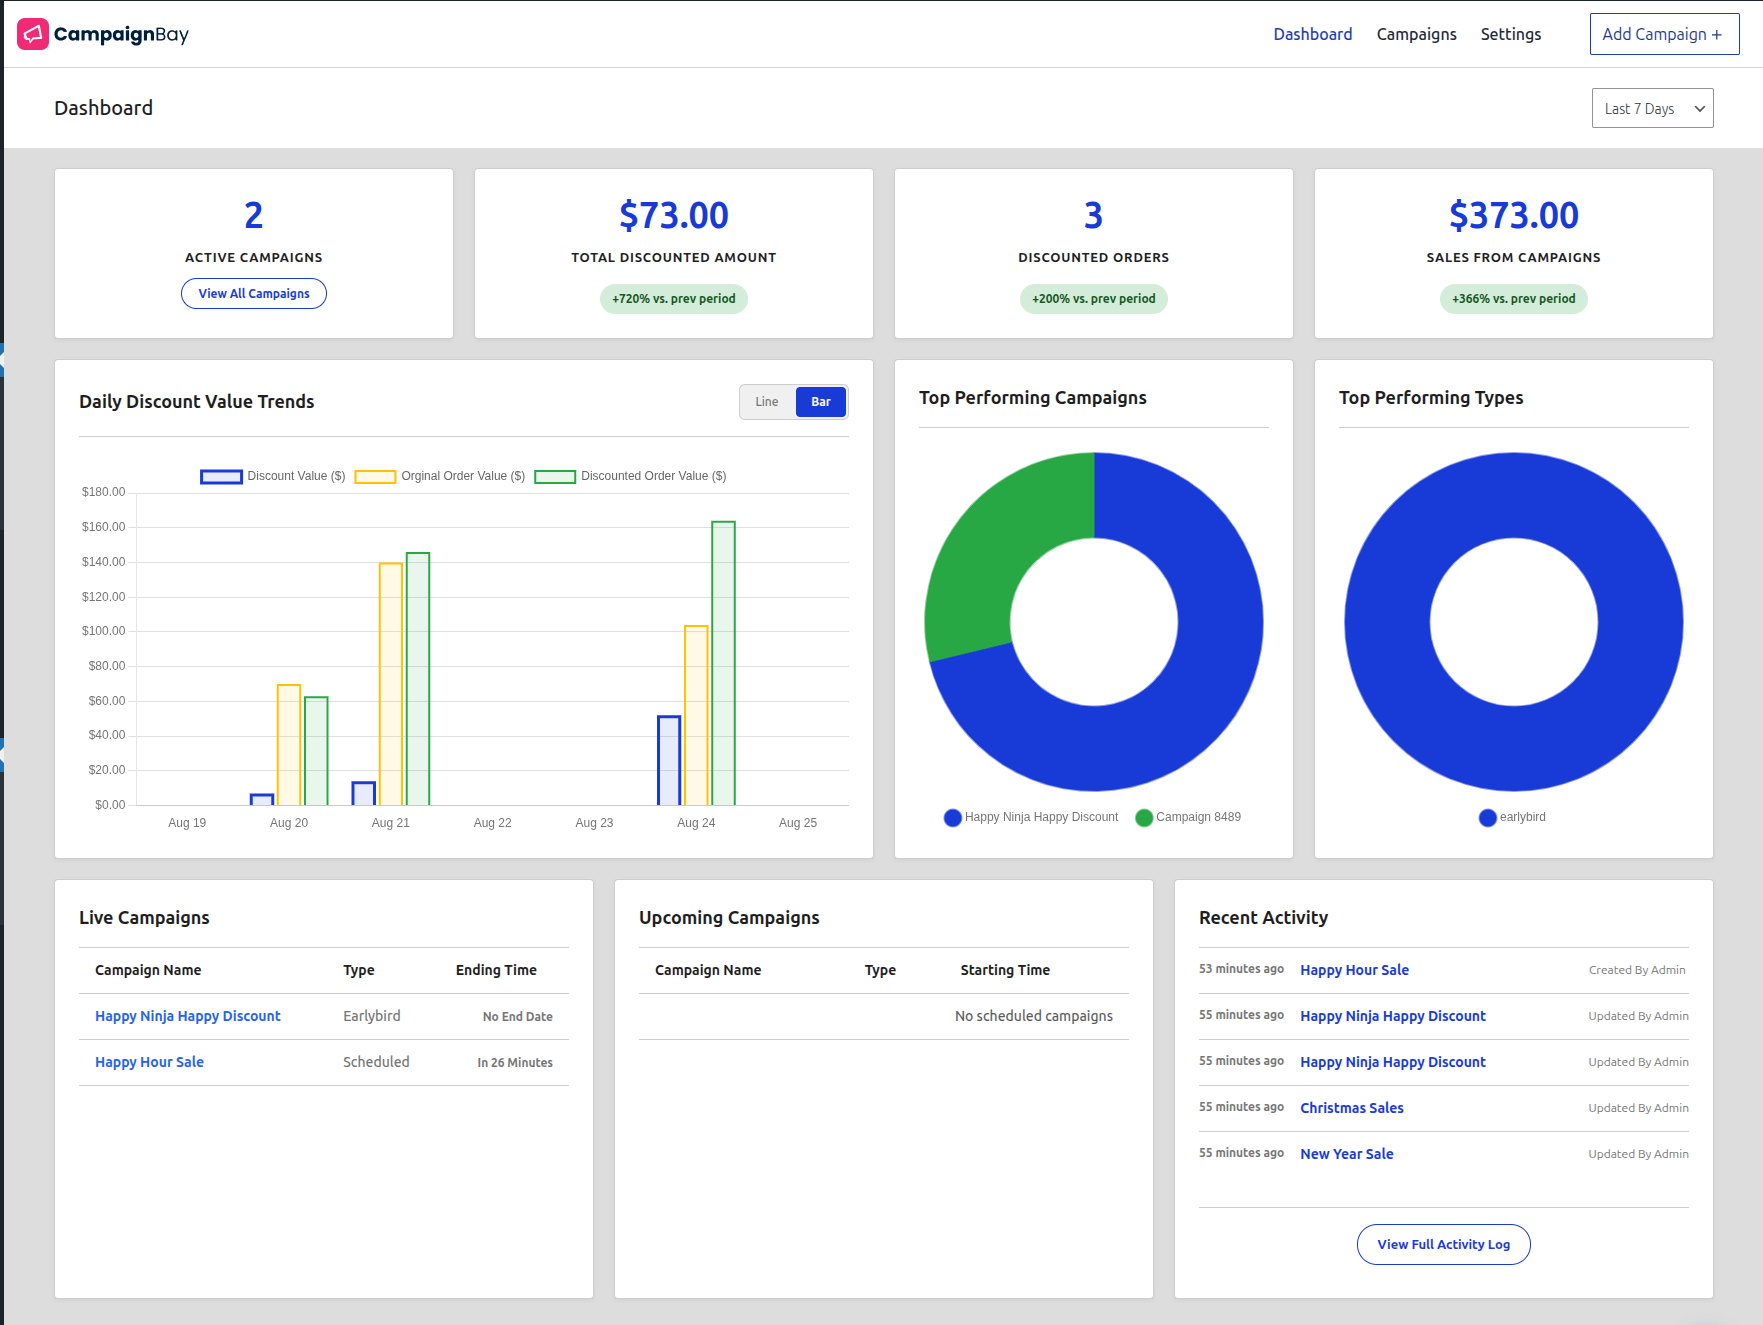 CampaignBay
Dashboard Campaigns Settings Add Campaign +
Dashboard
Last 7 Days
2
ACTIVE CAMPAIGNS
View All Campaigns
$73.00
TOTAL DISCOUNTED AMOUNT
+720% vs. prev period
3
DISCOUNTED ORDERS
+200% vs. prev period
$373.00
SALES FROM CAMPAIGNS
+366% vs. prev period
Daily Discount Value Trends
Line Bar
Discount Value ($) Orginal Order Value ($) Discounted Order Value ($)
$180.00
$160.00
$140.00
$120.00
$100.00
$80.00
$60.00
$40.00
$20.00
$0.00
Aug 19 Aug 20 Aug 21 Aug 22 Aug 23 Aug 24 Aug 25
Top Performing Campaigns
Happy Ninja Happy Discount Campaign 8489
Top Performing Types
earlybird
Live Campaigns
Campaign Name Type Ending Time
Happy Ninja Happy Discount Earlybird No End Date
Happy Hour Sale Scheduled In 26 Minutes
Upcoming Campaigns
Campaign Name Type Starting Time
No scheduled campaigns
Recent Activity
53 minutes ago Happy Hour Sale Created By Admin
55 minutes ago Happy Ninja Happy Discount Updated By Admin
55 minutes ago Happy Ninja Happy Discount Updated By Admin
55 minutes ago Christmas Sales Updated By Admin
55 minutes ago New Year Sale Updated By Admin
View Full Activity Log